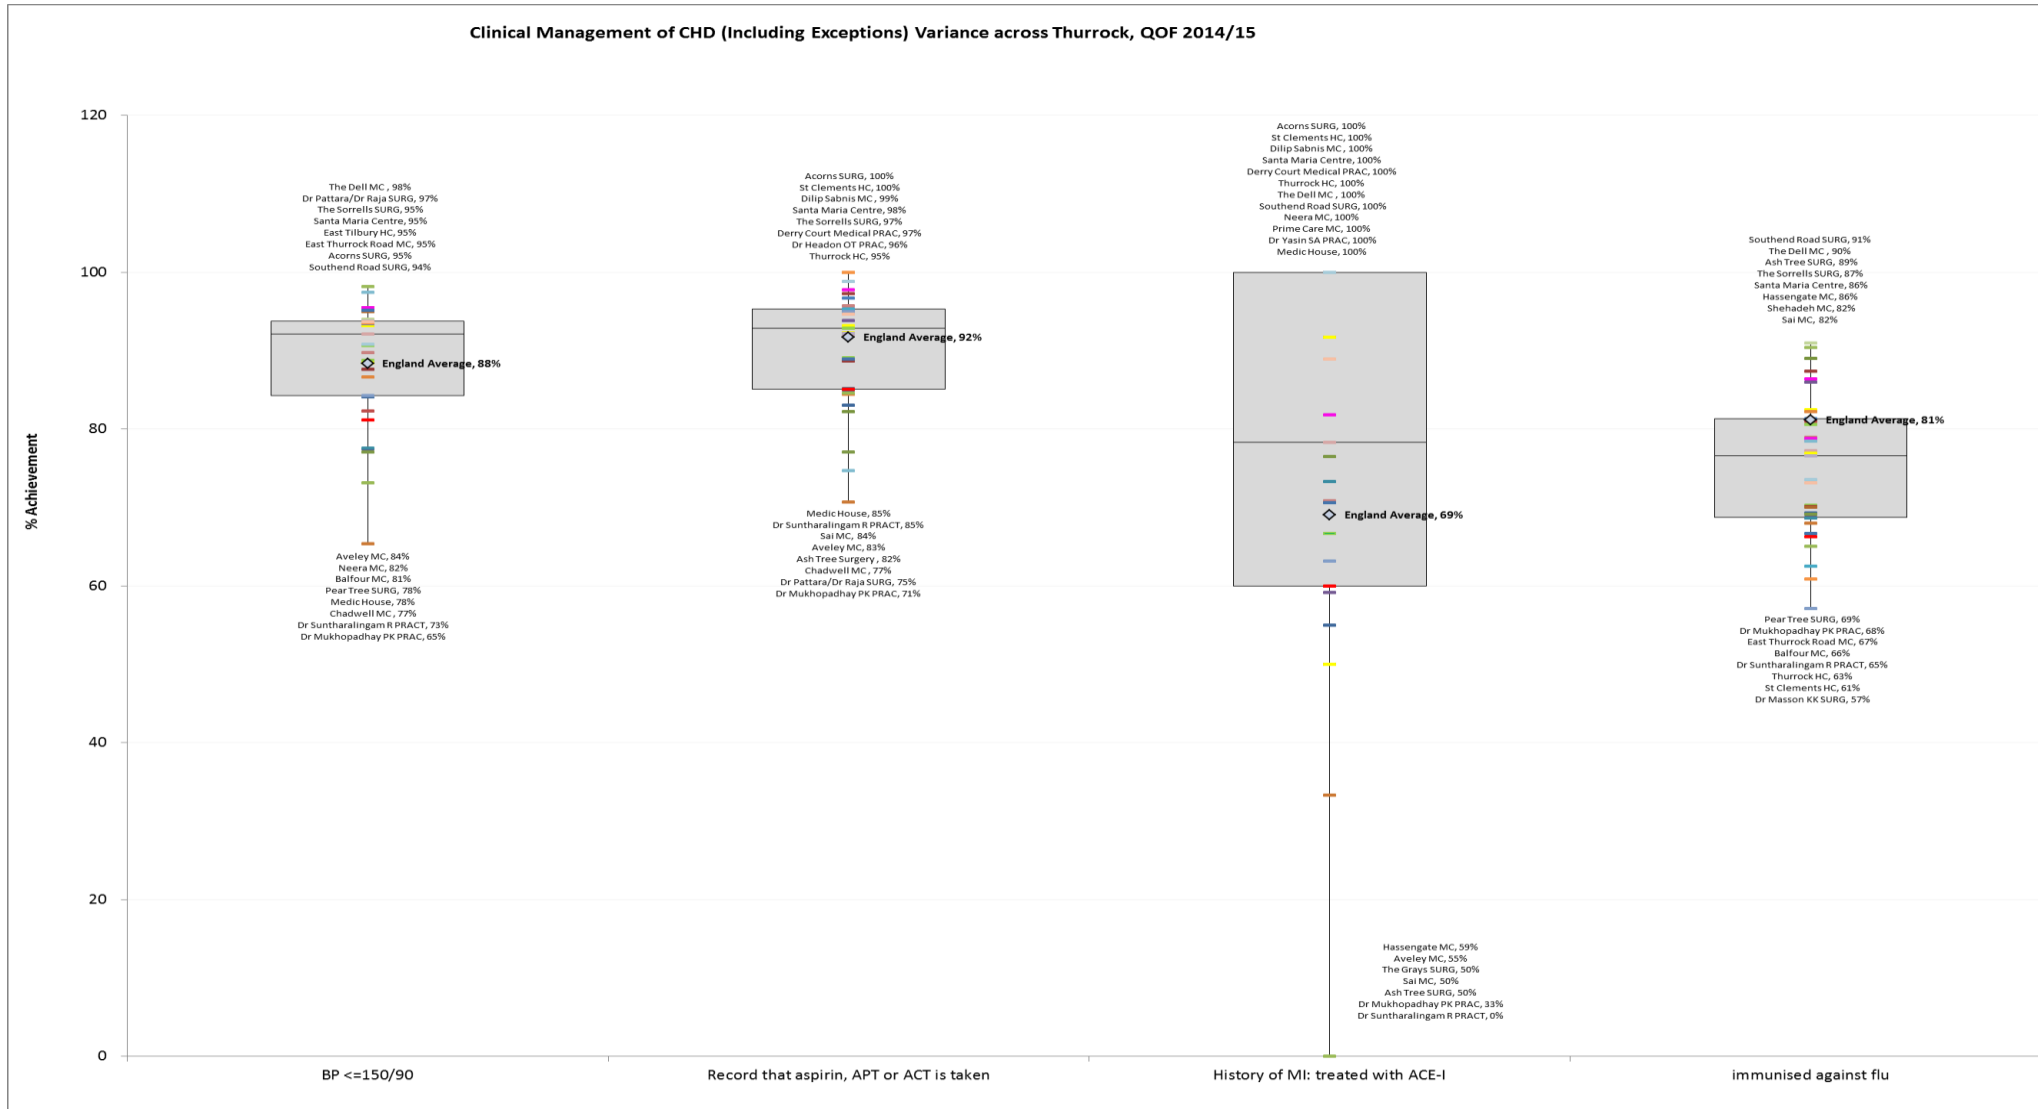 Clinical Management of CHD (Including Exceptions) Variance across Thurrock, QOF 2014/15
% Achievement
120
100
80
60
40
20
0
The Dell MC , 98%
Dr Pattara/Dr Raja SURG, 97%
The Sorrells SURG, 95%
Santa Maria Centre, 95%
East Tilbury HC, 95%
East Thurrock Road MC, 95%
Acorns SURG, 95%
Southend Road SURG, 94%
England Average, 88%
Aveley MC, 84%
Neera MC, 82%
Balfour MC, 81%
Pear Tree SURG, 78%
Medic House, 78%
Chadwell MC , 77%
Dr Suntharalingam R PRACT, 73%
Dr Mukhopadhay PK PRAC, 65%
BP <=150/90
Acorns SURG, 100%
St Clements HC, 100%
Dilip Sabnis MC , 99%
Santa Maria Centre, 98%
The Sorrells SURG, 97%
Derry Court Medical PRAC, 97%
Dr Headon OT PRAC, 96%
Thurrock HC, 95%
England Average, 92%
Medic House, 85%
Dr Suntharalingam R PRACT, 85%
Sai MC, 84%
Aveley MC, 83%
Ash Tree Surgery , 82%
Chadwell MC , 77%
Dr Pattara/Dr Raja SURG, 75%
Dr Mukhopadhay PK PRAC, 71%
Record that aspirin, APT or ACT is taken
Acorns SURG, 100%
St Clements HC, 100%
Dilip Sabnis MC , 100%
Santa Maria Centre, 100%
Derry Court Medical PRAC, 100%
Thurrock HC, 100%
The Dell MC , 100%
Southend Road SURG, 100%
Neera MC, 100%
Prime Care MC, 100%
Dr Yasin SA PRAC, 100%
Medic House, 100%
England Average, 69%
Hassengate MC, 59%
Aveley MC, 55%
The Grays SURG, 50%
Sai MC, 50%
Ash Tree SURG, 50%
Dr Mukhopadhay PK PRAC, 33%
Dr Suntharalingam R PRACT, 0%
History of MI: treated with ACE-I
Southend Road SURG, 91%
The Dell MC , 90%
Ash Tree SURG, 89%
The Sorrells SURG, 87%
Santa Maria Centre, 86%
Hassengate MC, 86%
Shehadeh MC, 82%
Sai MC, 82%
England Average, 81%
Pear Tree SURG, 69%
Dr Mukhopadhay PK PRAC, 68%
East Thurrock Road MC, 67%
Balfour MC, 66%
Dr Suntharalingam R PRACT, 65%
Thurrock HC, 63%
St Clements HC, 61%
Dr Masson KK SURG, 57%
immunised against flu